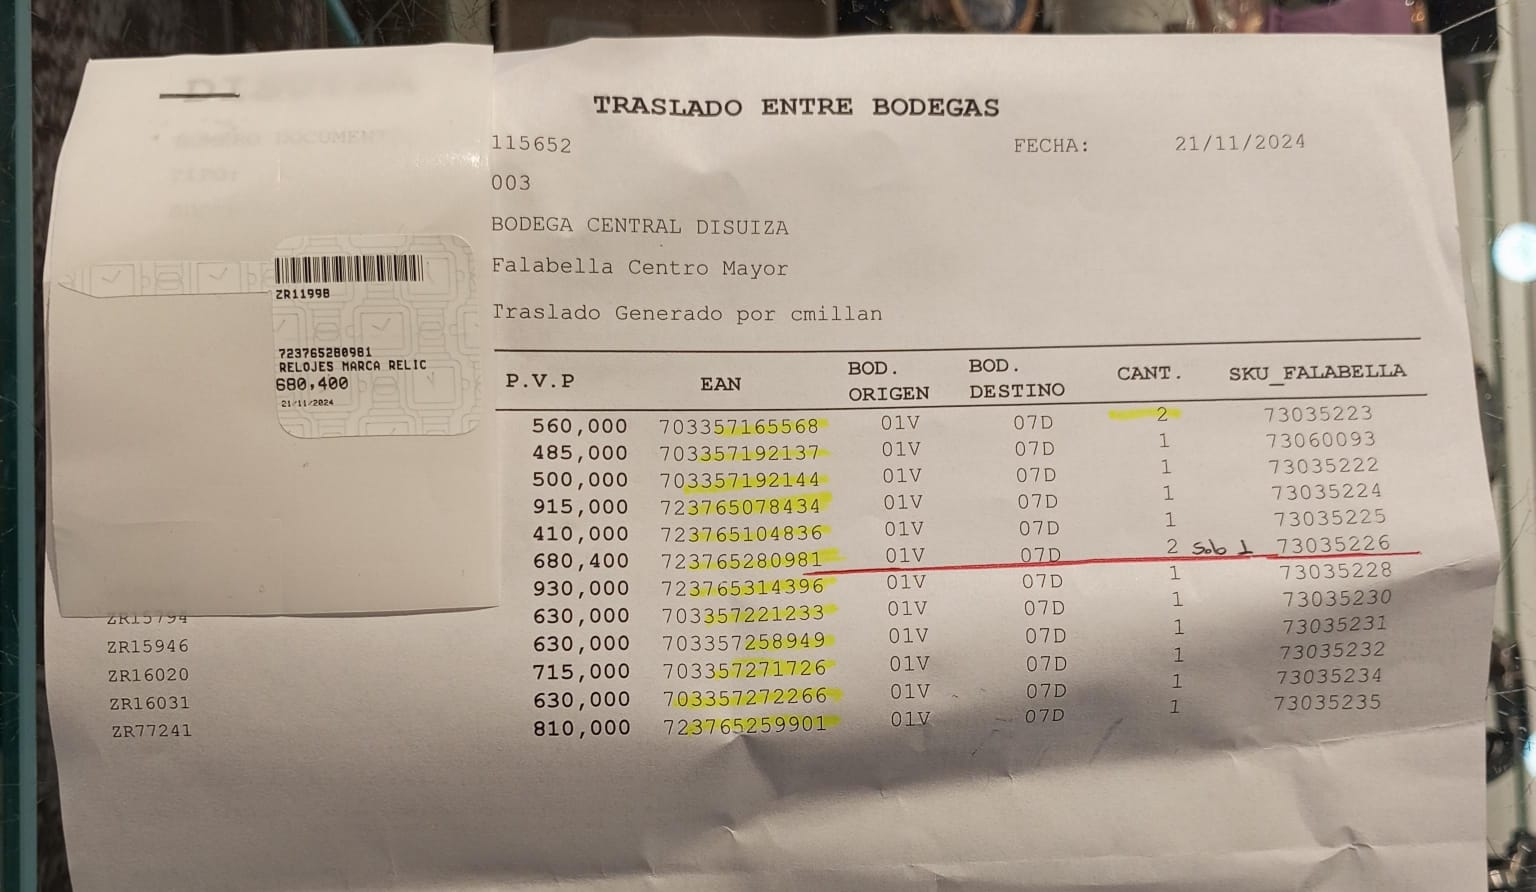 TRASLADO ENTRE BODEGAS
115652 FECHA: 21/11/2024
003
BODEGA CENTRAL DISUIZA
Falabella Centro Mayor
Traslado Generado por cmillan
ZR11998
723765280981
RELOJES MARCA RELIC
680,400
21/11/2024
P.V.P EAN BOD. ORIGEN BOD. DESTINO CANT. SKU_FALABELLA
560,000 703357165568 01V 07D 2 73035223
485,000 703357192137 01V 07D 1 73060093
500,000 703357192144 01V 07D 1 73035222
915,000 723765078434 01V 07D 1 73035224
410,000 723765104836 01V 07D 1 73035225
680,400 723765280981 01V 07D 2 Sob 1 73035226
930,000 723765314396 01V 07D 1 73035228
ZR15794 630,000 703357221233 01V 07D 1 73035230
ZR15946 630,000 703357258949 01V 07D 1 73035231
ZR16020 715,000 703357271726 01V 07D 1 73035232
ZR16031 630,000 703357272266 01V 07D 1 73035234
ZR77241 810,000 723765259901 01V 07D 1 73035235